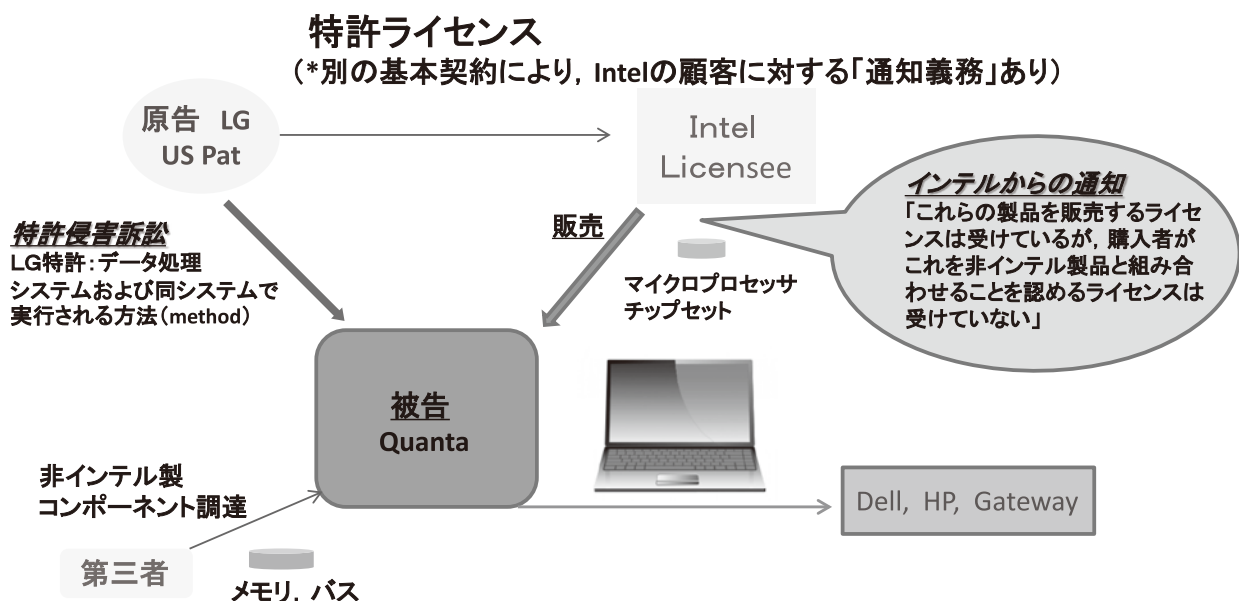 特許ライセンス
(*別の基本契約により, Intelの顧客に対する「通知義務」あり)
原告 LG
US Pat
Intel
Licensee
インテルからの通知
「これらの製品を販売するライセ
ンスは受けているが, 購入者が
これを非インテル製品と組み合
わせることを認めるライセンスは
受けていない」
販売
特許侵害訴訟
LG特許:データ処理
システムおよび同システムで
実行される方法(method)
マイクロプロセッサ
チップセット
被告
Quanta
非インテル製
コンポーネント調達
Dell, HP, Gateway
第三者
メモリ, バス